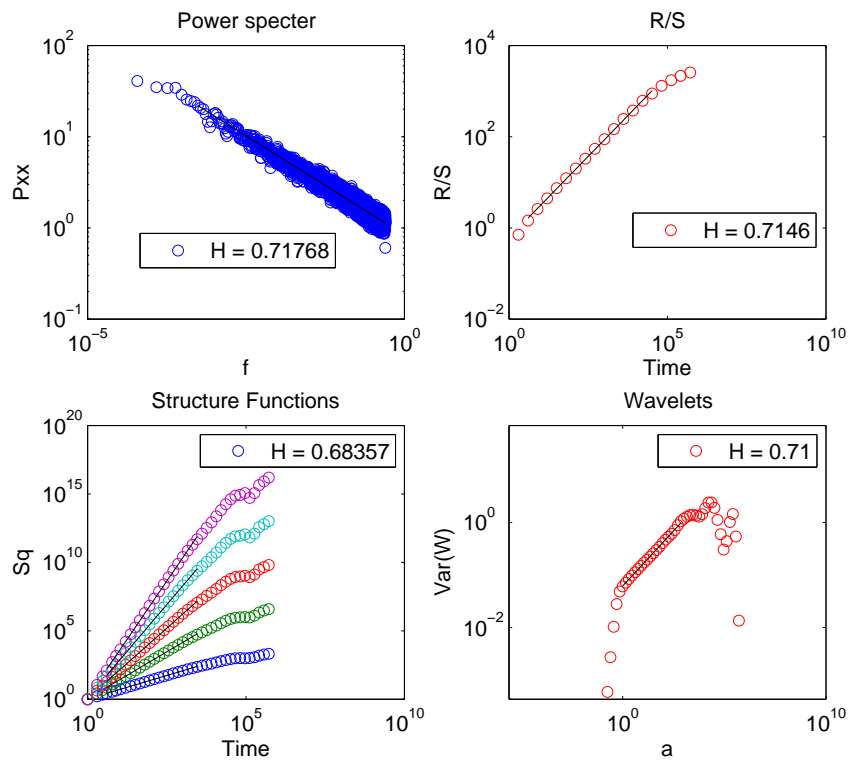 Power specter
10^2
10^1
10^0
10^−1
10^−5
10^0
Pxx
f
H = 0.71768
R/S
10^4
10^2
10^0
10^−2
10^0
10^5
10^10
R/S
Time
H = 0.7146
Structure Functions
10^20
10^15
10^10
10^5
10^0
10^0
10^5
10^10
Sq
Time
H = 0.68357
Wavelets
10^0
10^−2
10^0
10^5
10^10
Var(W)
a
H = 0.71